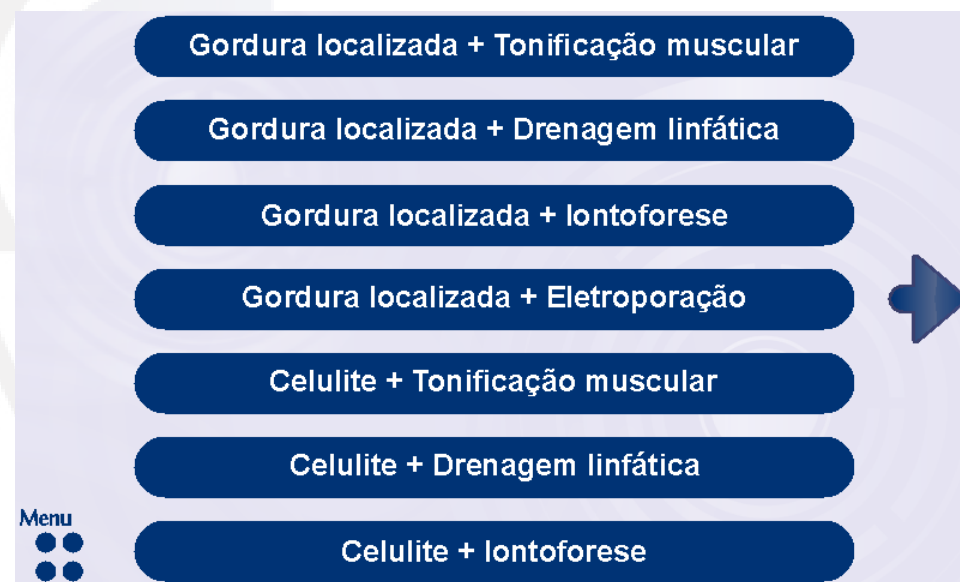 Gordura localizada + Tonificação muscular
Gordura localizada + Drenagem linfática
Gordura localizada + Iontoforese
Gordura localizada + Eletroporação
Celulite + Tonificação muscular
Celulite + Drenagem linfática
Menu
Celulite + Iontoforese